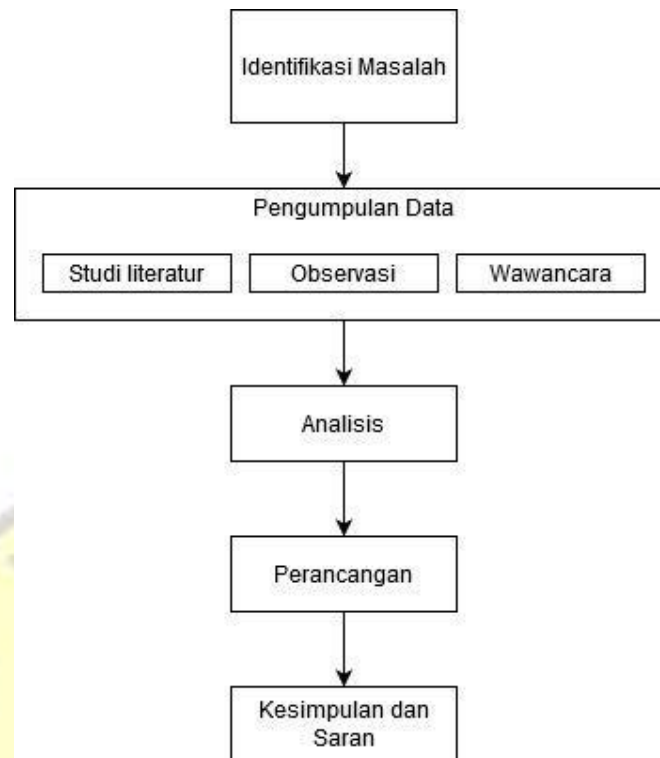 Identifikasi Masalah
Pengumpulan Data
Studi literatur
Observasi
Wawancara
Analisis
Perancangan
Kesimpulan dan
Saran